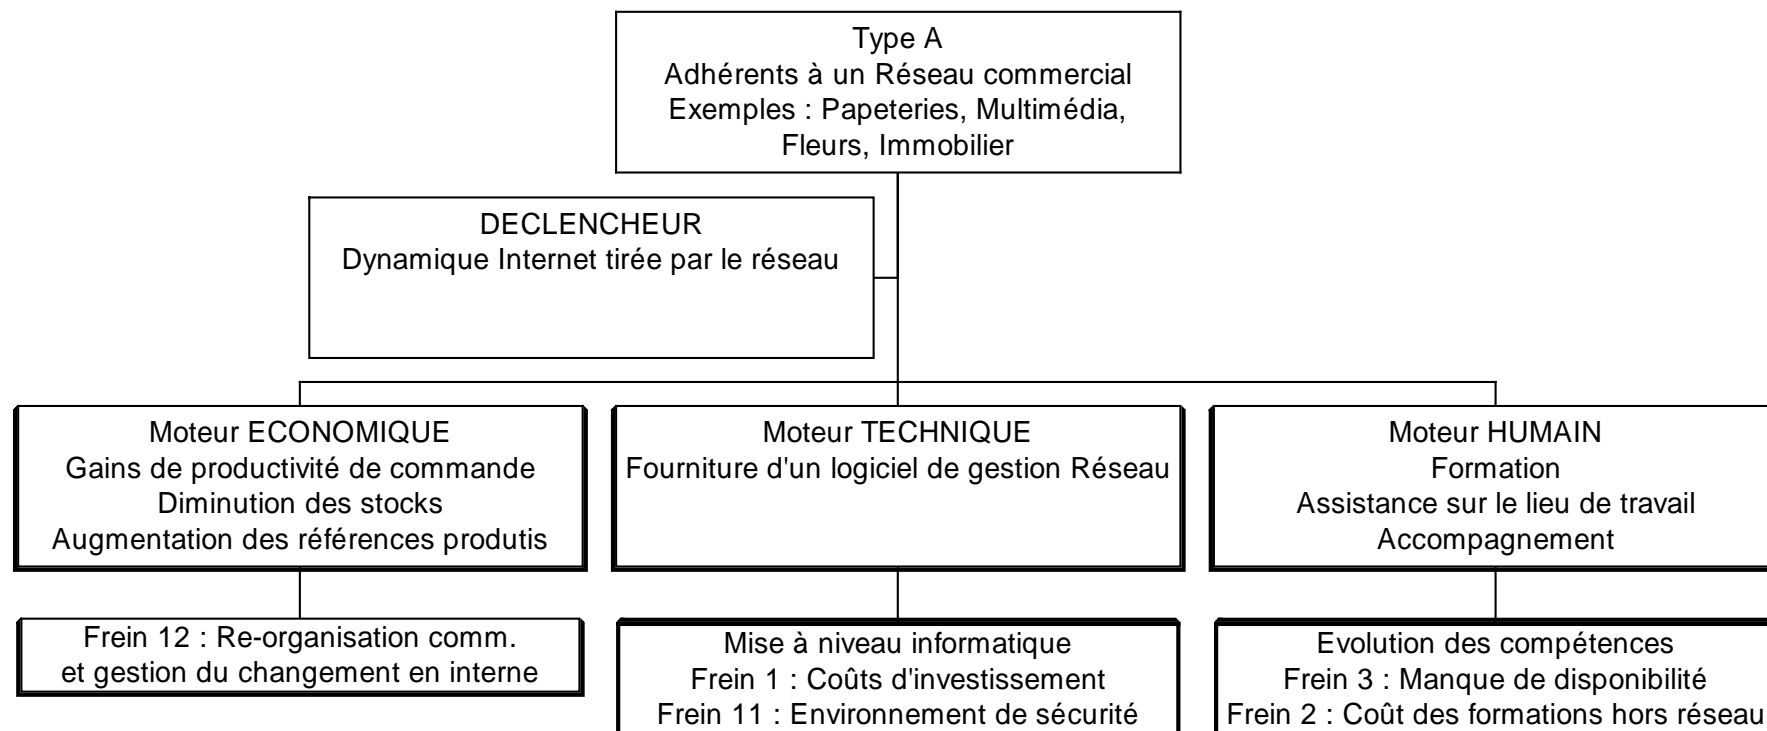 Type A
Adhérents à un Réseau commercial
Exemples : Papeteries, Multimédia,
Fleurs, Immobilier
DECLENCHEUR
Dynamique Internet tirée par le réseau
Moteur ECONOMIQUE
Gains de productivité de commande
Diminution des stocks
Augmentation des références produtis
Moteur TECHNIQUE
Fourniture d'un logiciel de gestion Réseau
Moteur HUMAIN
Formation
Assistance sur le lieu de travail
Accompagnement
Frein 12 : Re-organisation comm.
et gestion du changement en interne
Mise à niveau informatique
Frein 1 : Coûts d'investissement
Frein 11 : Environnement de sécurité
Evolution des compétences
Frein 3 : Manque de disponibilité
Frein 2 : Coût des formations hors réseau